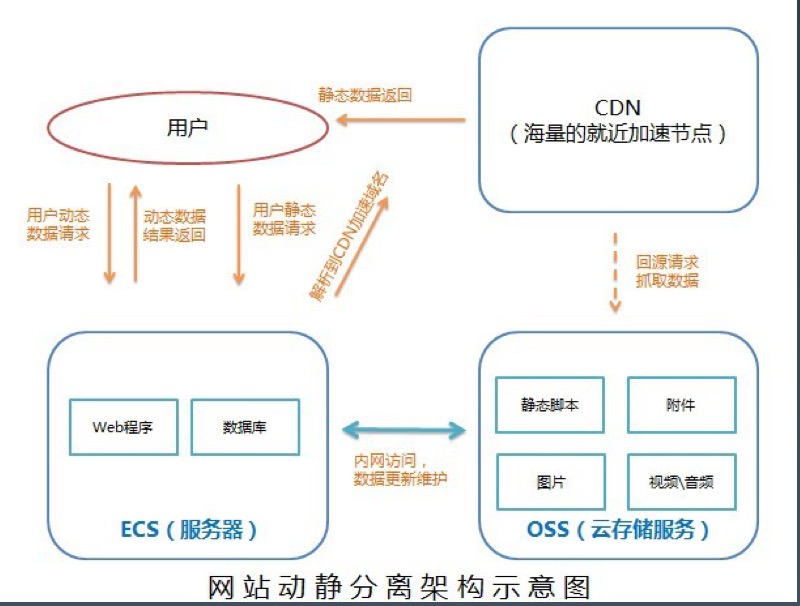 静态数据返回
CDN
（海量的就近加速节点）
用户
用户动态
数据请求
动态数据
结果返回
用户静态
数据请求
解析到CDN加速域名
回源请求
抓取数据
Web程序
数据库
ECS（服务器）
内网访问，
数据更新维护
静态脚本
附件
图片
视频\音频
OSS（云存储服务）
网站动静分离架构示意图